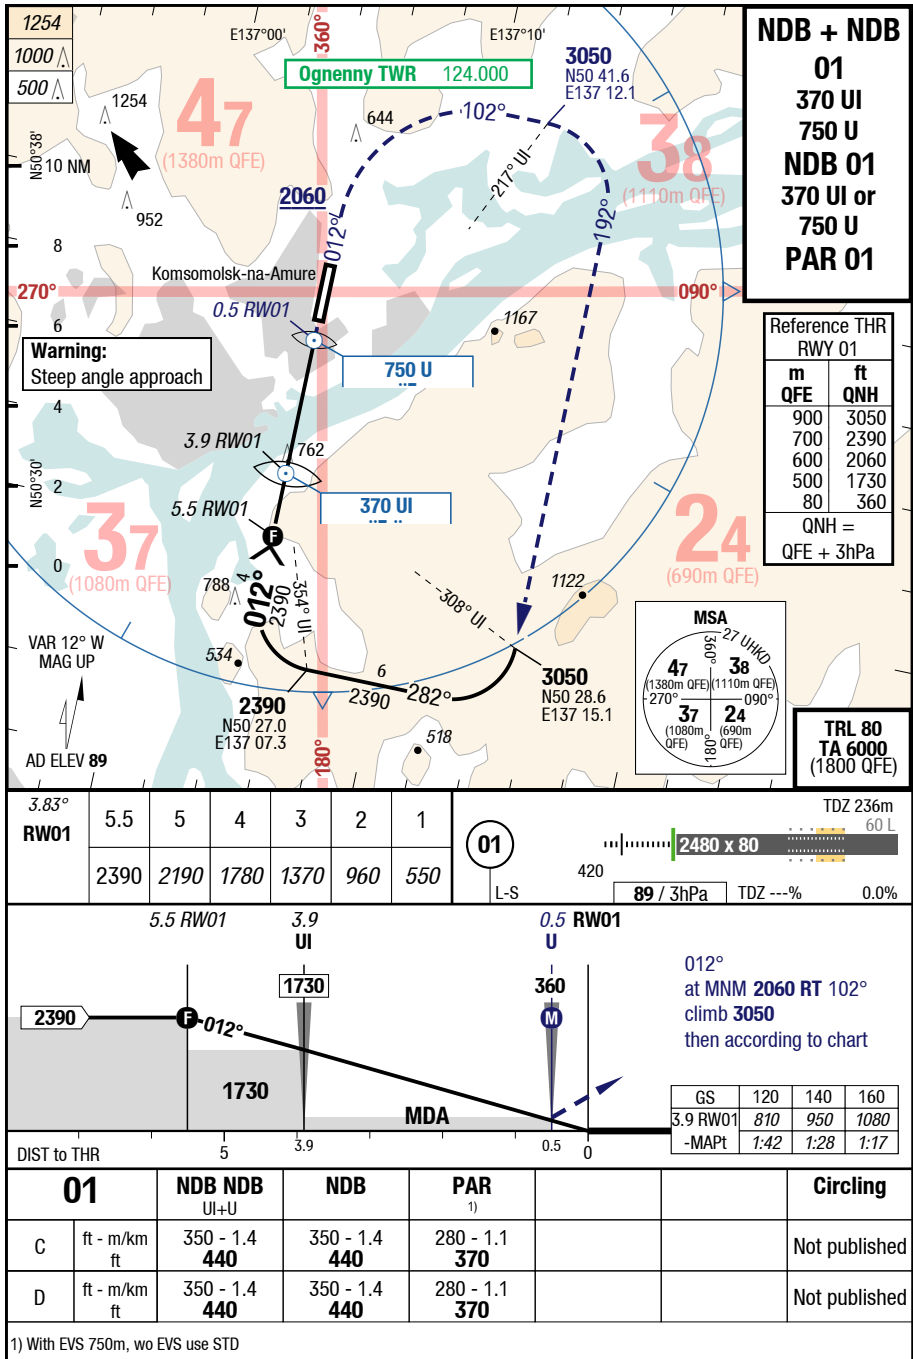 1254
1000
500
E137°00'
360°
E137°10'
3050
N50 41.6
E137 12.1
Ognenny TWR 124.000
NDB + NDB
01
370 UI
750 U
NDB 01
370 UI or
750 U
PAR 01
1254
47
(1380m QFE)
644
102°
38
(1110m QFE)
N50°38'
10 NM
217° UI
952
2060
012°
192°
8
Komsomolsk-na-Amure
270°
090°
0.5 RW01
6
1167
Warning:
Steep angle approach
750 U
Reference THR
RWY 01
m ft
QFE QNH
900 3050
700 2390
600 2060
500 1730
80 360
QNH =
QFE + 3hPa
4
3.9 RW01
762
N50°30'
2
370 UI
5.5 RW01
F
37
(1080m QFE)
24
(690m QFE)
0
788
4
012°
2390
354° UI
308° UI
1122
MSA
27 UHKD
360°
47
(1380m QFE)
38
(1110m QFE)
270°
090°
37
(1080m
QFE)
24
(690m
QFE)
180°
VAR 12° W
MAG UP
534
6
2390
282°
3050
N50 28.6
E137 15.1
2390
N50 27.0
E137 07.3
518
180°
AD ELEV 89
TRL 80
TA 6000
(1800 QFE)
3.83°
RW01
5.5 5 4 3 2 1
2390 2190 1780 1370 960 550
01
L-S
420
2480 x 80
TDZ 236m
60 L
89 / 3hPa
TDZ ---%
0.0%
5.5 RW01
3.9
UI
0.5 RW01
U
1730
360
2390
F
012°
M
1730
MDA
DIST to THR
5
3.9
0.5
0
012°
at MNM 2060 RT 102°
climb 3050
then according to chart
GS 120 140 160
3.9 RW01 810 950 1080
-MAPt 1:42 1:28 1:17
01
NDB NDB
UI+U
NDB
PAR
1)
Circling
C
ft - m/km 350 - 1.4 350 - 1.4 280 - 1.1
ft 440 440 370
Not published
D
ft - m/km 350 - 1.4 350 - 1.4 280 - 1.1
ft 440 440 370
Not published
1) With EVS 750m, wo EVS use STD